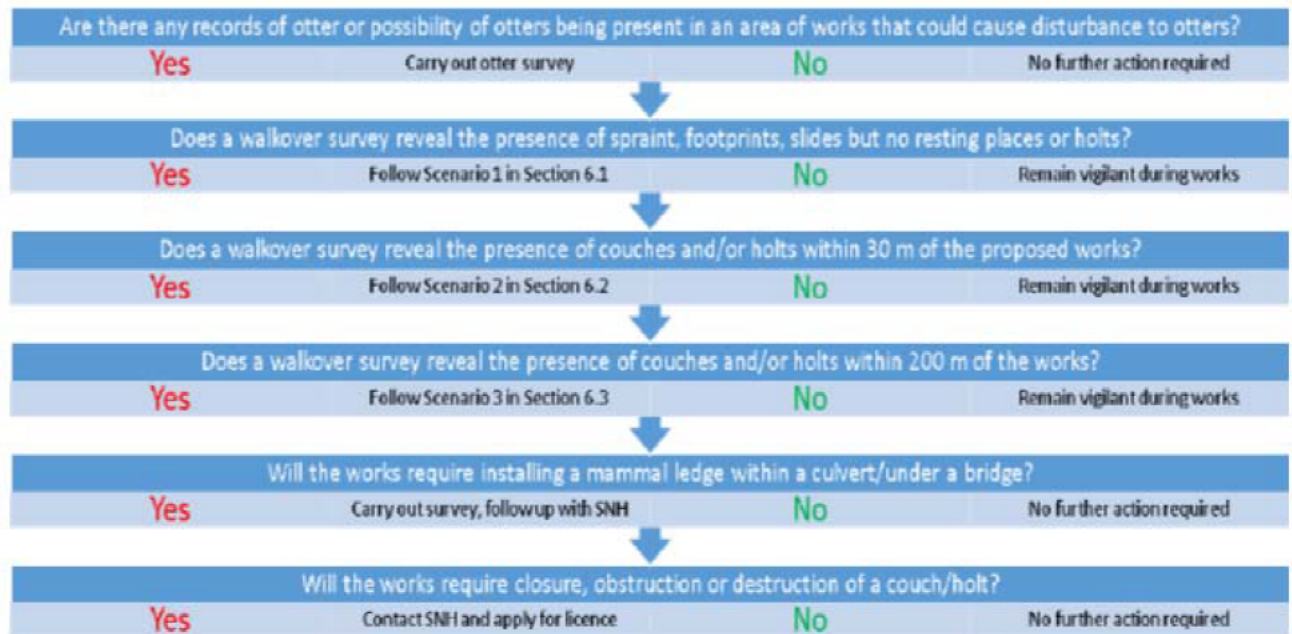 Are there any records of otter or possibility of otters being present in an area of works that could cause disturbance to otters?
Yes Carry out otter survey No No further action required
Does a walkover survey reveal the presence of spraint, footprints, slides but no resting places or holts?
Yes Follow Scenario 1 in Section 6.1 No Remain vigilant during works
Does a walkover survey reveal the presence of couches and/or holts within 30 m of the proposed works?
Yes Follow Scenario 2 in Section 6.2 No Remain vigilant during works
Does a walkover survey reveal the presence of couches and/or holts within 200 m of the works?
Yes Follow Scenario 3 in Section 6.3 No Remain vigilant during works
Will the works require installing a mammal ledge within a culvert/under a bridge?
Yes Carry out survey, follow up with SNH No No further action required
Will the works require closure, obstruction or destruction of a couch/holt?
Yes Contact SNH and apply for licence No No further action required